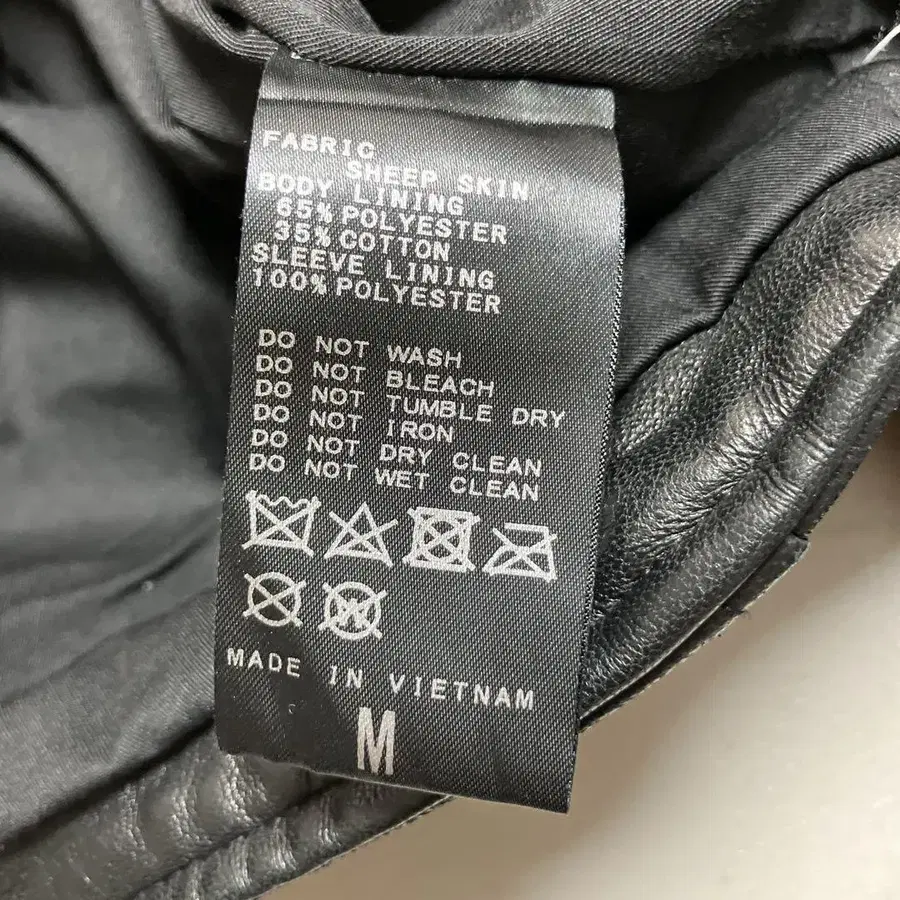 FABRIC
SHEEP SKIN
BODY LINING
65% POLYESTER
35% COTTON
SLEEVE LINING
100% POLYESTER
DO NOT WASH
DO NOT BLEACH
DO NOT TUMBLE DRY
DO NOT IRON
DO NOT DRY CLEAN
DO NOT WET CLEAN
MADE IN VIETNAM
M